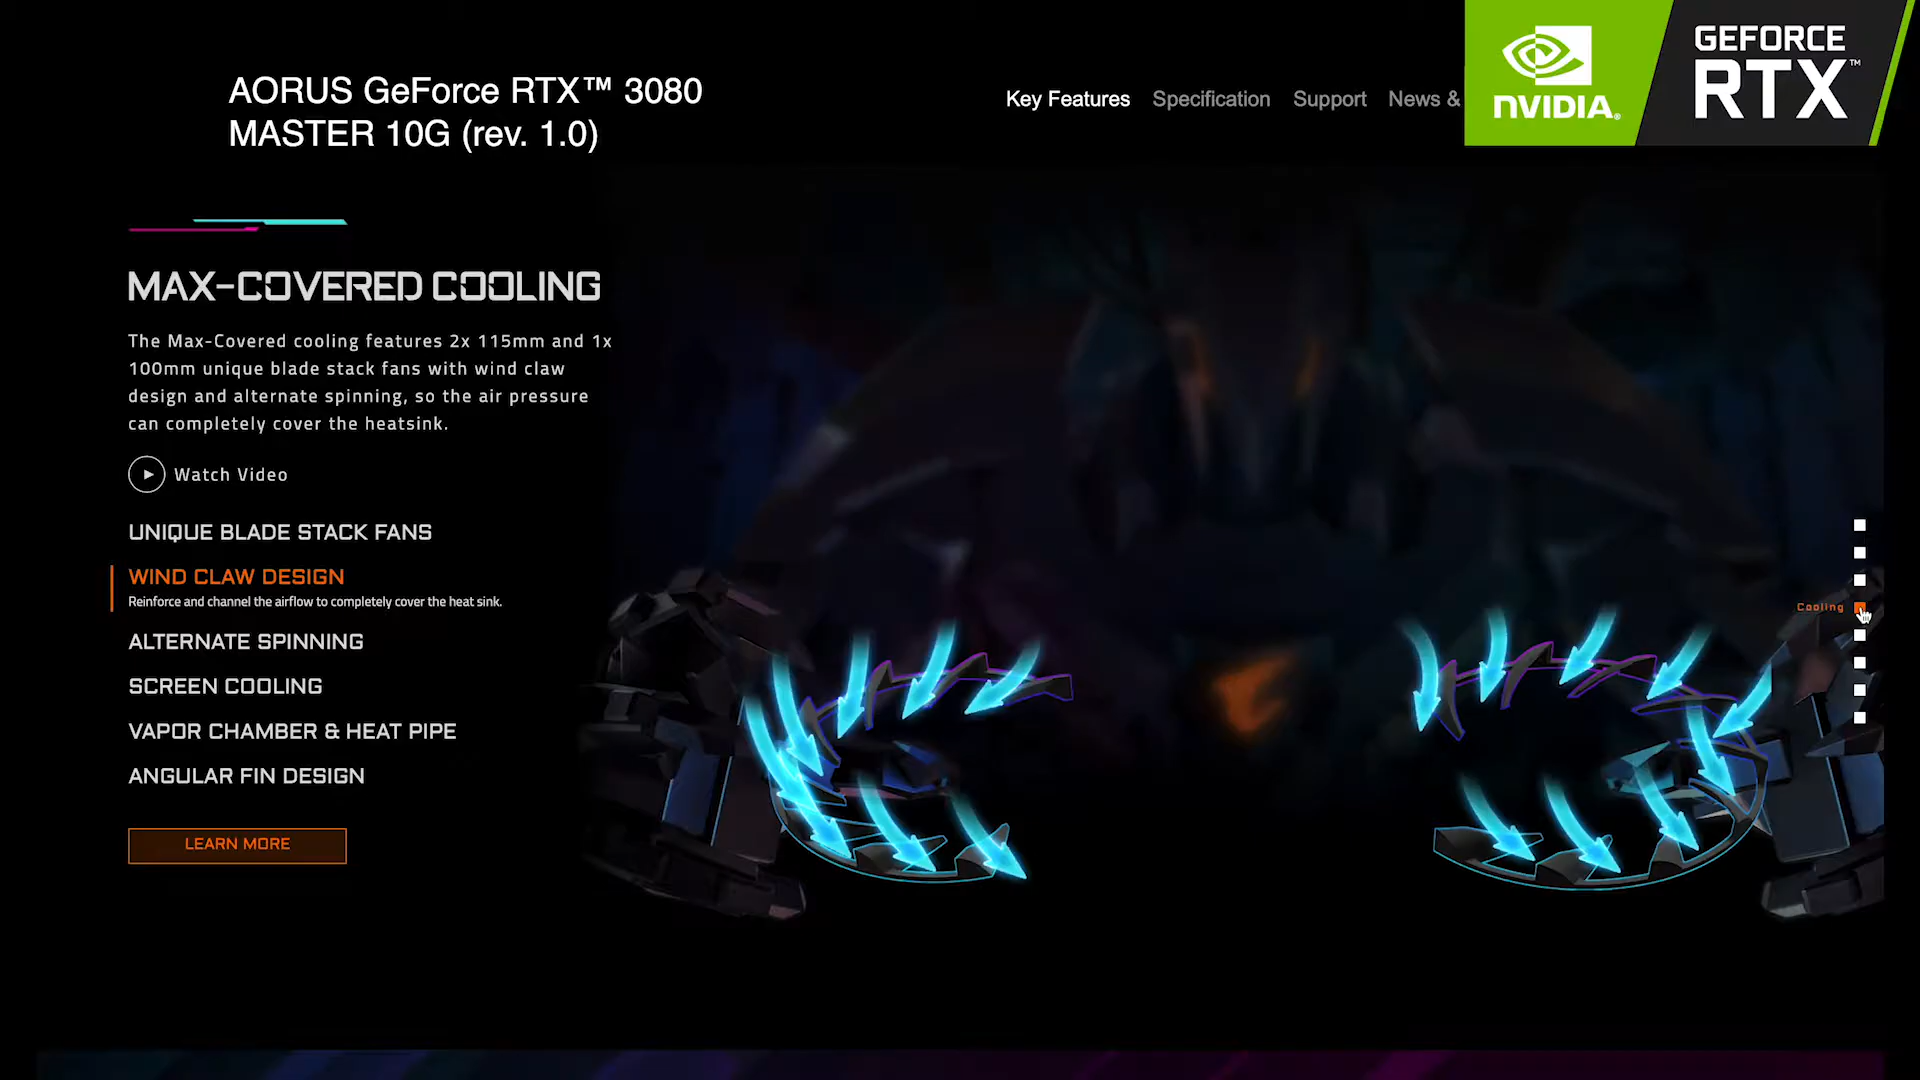 AORUS GeForce RTX™ 3080
MASTER 10G (rev. 1.0)
Key Features
Specification
Support
News &
NVIDIA®
GEFORCE
RTX™
MAX-COVERED COOLING
The Max-Covered cooling features 2x 115mm and 1x
100mm unique blade stack fans with wind claw
design and alternate spinning, so the air pressure
can completely cover the heatsink.
Watch Video
UNIQUE BLADE STACK FANS
WIND CLAW DESIGN
Reinforce and channel the airflow to completely cover the heat sink.
Cooling
ALTERNATE SPINNING
SCREEN COOLING
VAPOR CHAMBER & HEAT PIPE
ANGULAR FIN DESIGN
LEARN MORE